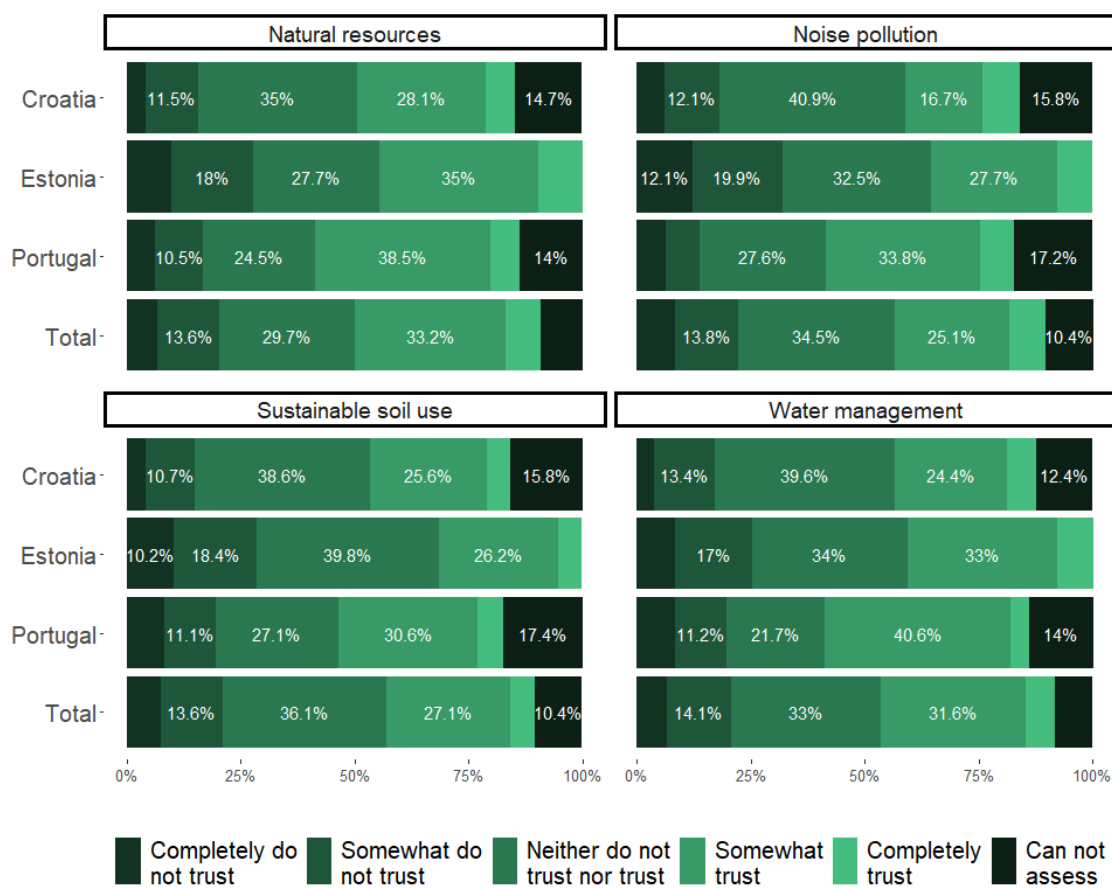 Natural resources Noise pollution
Croatia 11.5% 35% 28.1% 14.7% 12.1% 40.9% 16.7% 15.8%
Estonia 18% 27.7% 35% 12.1% 19.9% 32.5% 27.7%
Portugal 10.5% 24.5% 38.5% 14% 27.6% 33.8% 17.2%
Total 13.6% 29.7% 33.2% 13.8% 34.5% 25.1% 10.4%
Sustainable soil use Water management
Croatia 10.7% 38.6% 25.6% 15.8% 13.4% 39.6% 24.4% 12.4%
Estonia 10.2% 18.4% 39.8% 26.2% 17% 34% 33%
Portugal 11.1% 27.1% 30.6% 17.4% 11.2% 21.7% 40.6% 14%
Total 13.6% 36.1% 27.1% 10.4% 14.1% 33% 31.6%
0% 25% 50% 75% 100% 0% 25% 50% 75% 100%
Completely do Somewhat do Neither do not Somewhat Completely Can not
not trust not trust trust nor trust trust trust assess